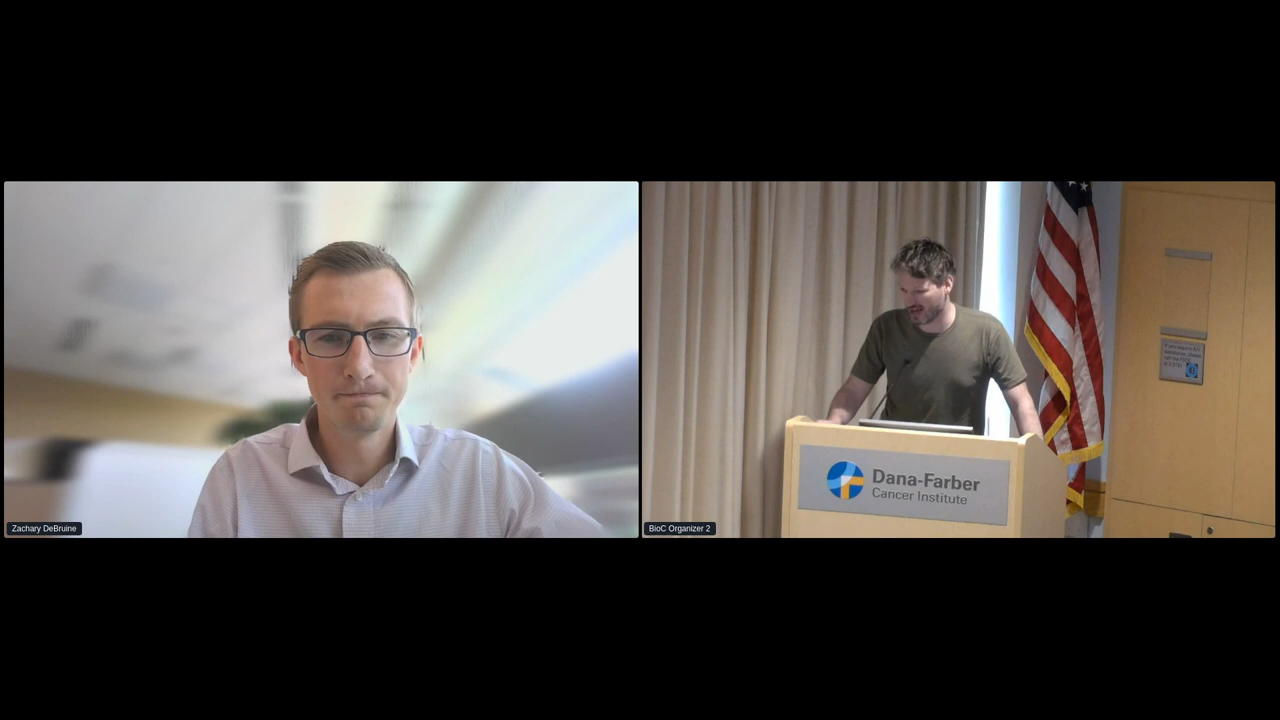 Zachary DeBruine
BioC Organizer 2
Dana-Farber
Cancer Institute